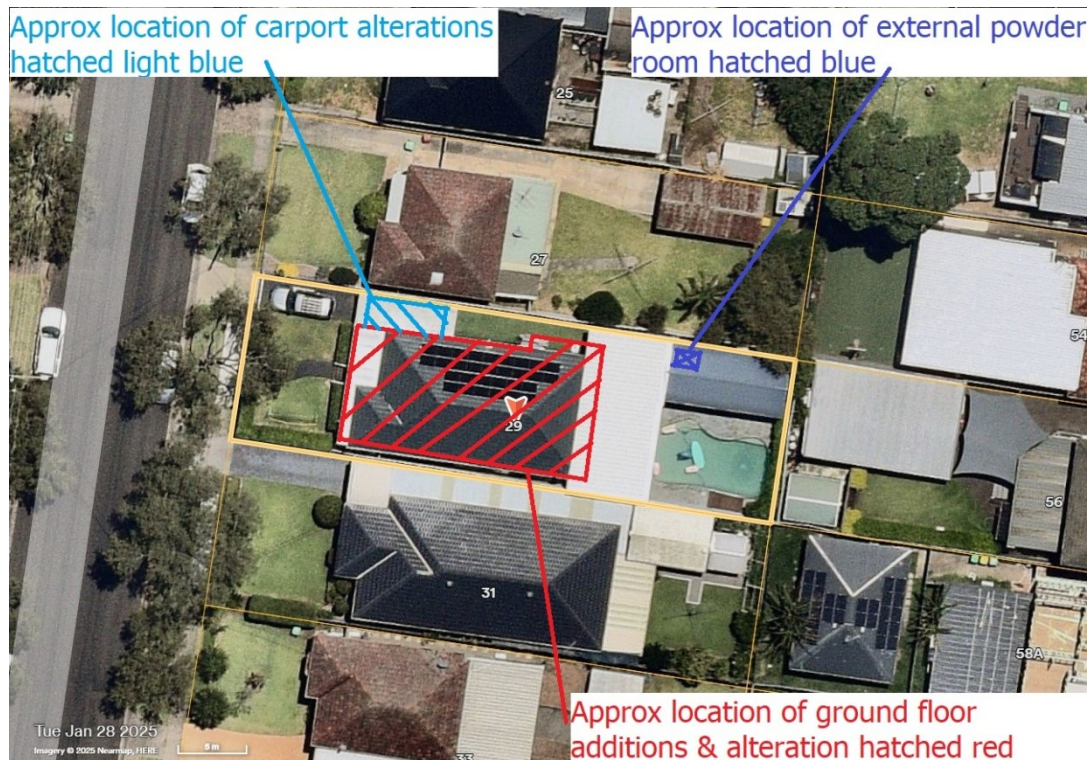 Approx location of carport alterations
hatched light blue
Approx location of external powder
room hatched blue
25
27
54
29
56
31
58A
33
Approx location of ground floor
additions & alteration hatched red
Tue Jan 28 2025
Imagery © 2025 Nearmap, HERE
5 m